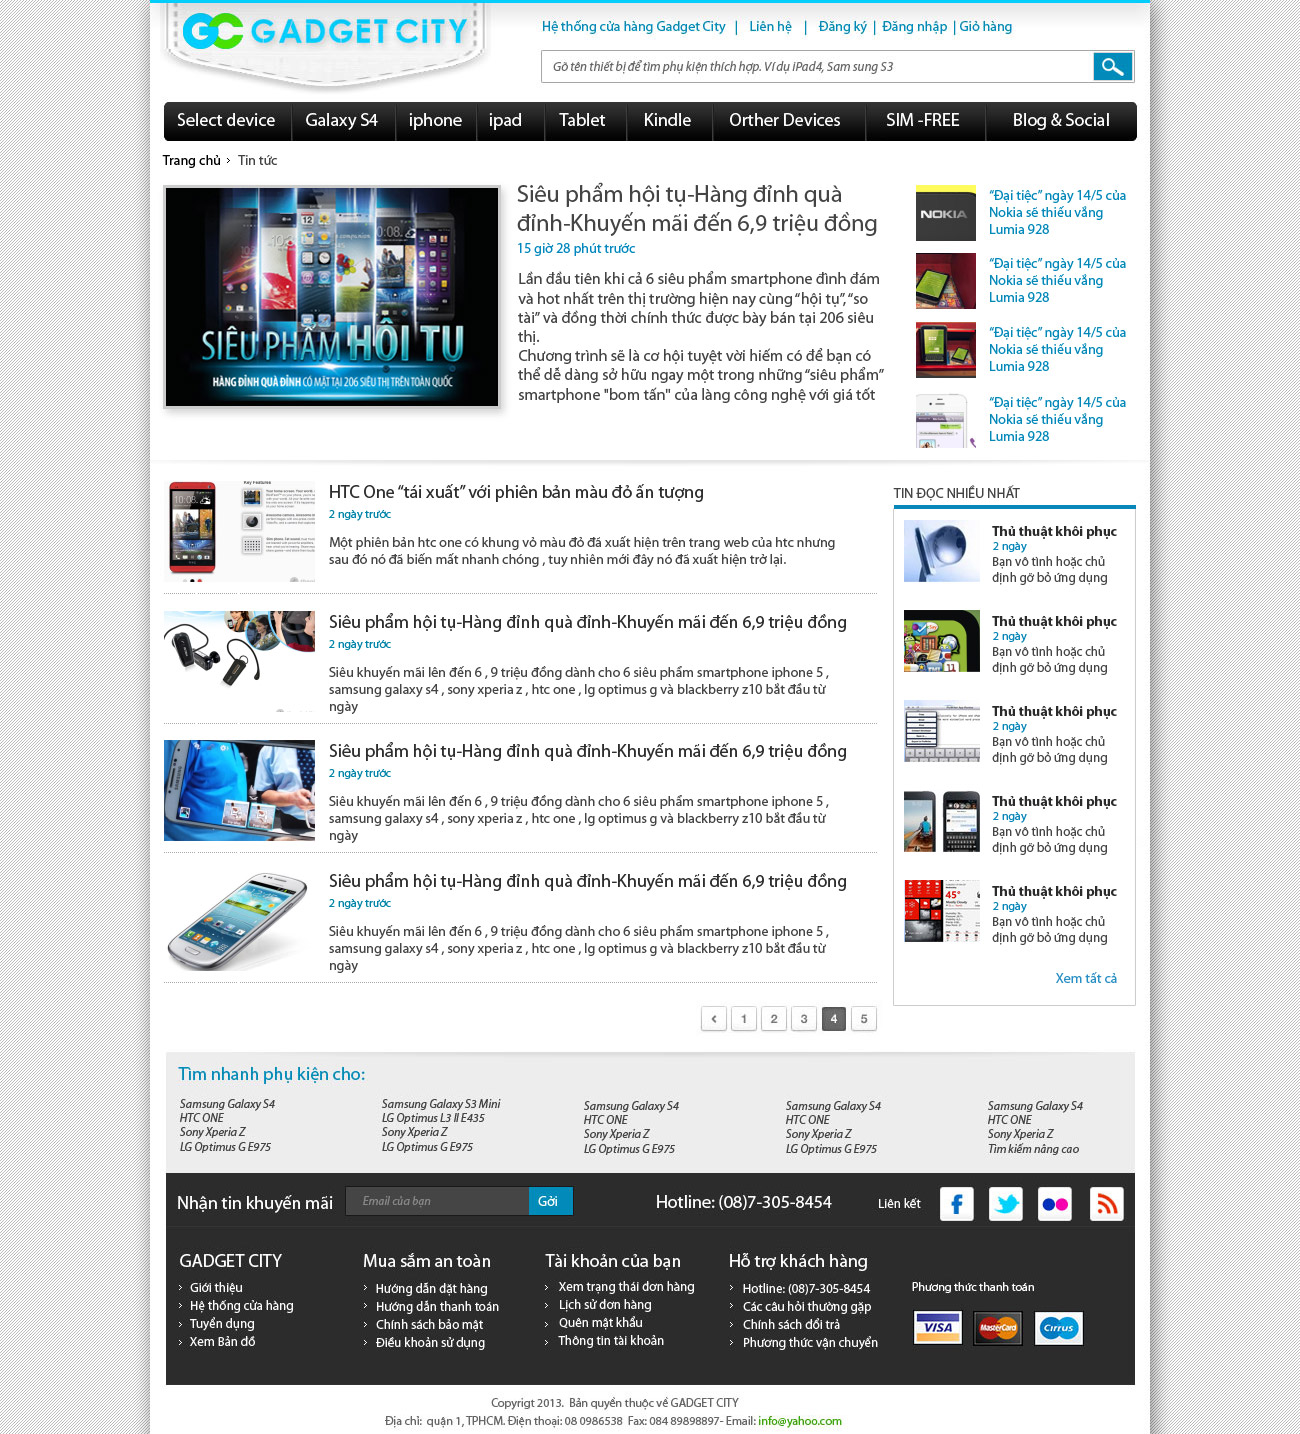 GC GADGET CITY
Hệ thống cửa hàng Gadget City | Liên hệ | Đăng ký | Đăng nhập | Giỏ hàng
Gõ tên thiết bị để tìm phụ kiện thích hợp. Ví dụ iPad4, Sam sung S3
Select device Galaxy S4 iphone ipad Tablet Kindle Orther Devices SIM -FREE Blog & Social
Trang chủ › Tin tức
SIÊU PHẨM HỘI TỤ
HÀNG ĐỈNH QUÀ ĐỈNH CÓ MẶT TẠI 206 SIÊU THỊ TRÊN TOÀN QUỐC
Siêu phẩm hội tụ-Hàng đỉnh quà
đỉnh-Khuyến mãi đến 6,9 triệu đồng
15 giờ 28 phút trước
Lần đầu tiên khi cả 6 siêu phẩm smartphone đình đám
và hot nhất trên thị trường hiện nay cùng “hội tụ”, “so
tài” và đồng thời chính thức được bày bán tại 206 siêu
thị.
Chương trình sẽ là cơ hội tuyệt vời hiếm có để bạn có
thể dễ dàng sở hữu ngay một trong những “siêu phẩm”
smartphone "bom tấn" của làng công nghệ với giá tốt
NOKIA
“Đại tiệc” ngày 14/5 của
Nokia sẽ thiếu vắng
Lumia 928
“Đại tiệc” ngày 14/5 của
Nokia sẽ thiếu vắng
Lumia 928
“Đại tiệc” ngày 14/5 của
Nokia sẽ thiếu vắng
Lumia 928
“Đại tiệc” ngày 14/5 của
Nokia sẽ thiếu vắng
Lumia 928
Key Features
HTC One “tái xuất” với phiên bản màu đỏ ấn tượng
2 ngày trước
Một phiên bản htc one có khung vỏ màu đỏ đã xuất hiện trên trang web của htc nhưng
sau đó nó đã biến mất nhanh chóng , tuy nhiên mới đây nó đã xuất hiện trở lại.
Siêu phẩm hội tụ-Hàng đỉnh quà đỉnh-Khuyến mãi đến 6,9 triệu đồng
2 ngày trước
Siêu khuyến mãi lên đến 6 , 9 triệu đồng dành cho 6 siêu phẩm smartphone iphone 5 ,
samsung galaxy s4 , sony xperia z , htc one , lg optimus g và blackberry z10 bắt đầu từ
ngày
Siêu phẩm hội tụ-Hàng đỉnh quà đỉnh-Khuyến mãi đến 6,9 triệu đồng
2 ngày trước
Siêu khuyến mãi lên đến 6 , 9 triệu đồng dành cho 6 siêu phẩm smartphone iphone 5 ,
samsung galaxy s4 , sony xperia z , htc one , lg optimus g và blackberry z10 bắt đầu từ
ngày
Siêu phẩm hội tụ-Hàng đỉnh quà đỉnh-Khuyến mãi đến 6,9 triệu đồng
2 ngày trước
Siêu khuyến mãi lên đến 6 , 9 triệu đồng dành cho 6 siêu phẩm smartphone iphone 5 ,
samsung galaxy s4 , sony xperia z , htc one , lg optimus g và blackberry z10 bắt đầu từ
ngày
‹ 1 2 3 4 5
TIN ĐỌC NHIỀU NHẤT
Thủ thuật khôi phục
2 ngày
Bạn vô tình hoặc chủ
định gỡ bỏ ứng dụng
Thủ thuật khôi phục
2 ngày
Bạn vô tình hoặc chủ
định gỡ bỏ ứng dụng
Thủ thuật khôi phục
2 ngày
Bạn vô tình hoặc chủ
định gỡ bỏ ứng dụng
Thủ thuật khôi phục
2 ngày
Bạn vô tình hoặc chủ
định gỡ bỏ ứng dụng
45°
Thủ thuật khôi phục
2 ngày
Bạn vô tình hoặc chủ
định gỡ bỏ ứng dụng
Xem tất cả
Tìm nhanh phụ kiện cho:
Samsung Galaxy S4
HTC ONE
Sony Xperia Z
LG Optimus G E975
Samsung Galaxy S3 Mini
LG Optimus L3 II E435
Sony Xperia Z
LG Optimus G E975
Samsung Galaxy S4
HTC ONE
Sony Xperia Z
LG Optimus G E975
Samsung Galaxy S4
HTC ONE
Sony Xperia Z
LG Optimus G E975
Samsung Galaxy S4
HTC ONE
Sony Xperia Z
Tìm kiếm nâng cao
Nhận tin khuyến mãi Email của bạn Gởi Hotline: (08)7-305-8454 Liên kết
GADGET CITY
› Giới thiệu
› Hệ thống cửa hàng
› Tuyển dụng
› Xem Bản đồ
Mua sắm an toàn
› Hướng dẫn đặt hàng
› Hướng dẫn thanh toán
› Chính sách bảo mật
› Điều khoản sử dụng
Tài khoản của bạn
› Xem trạng thái đơn hàng
› Lịch sử đơn hàng
› Quên mật khẩu
› Thông tin tài khoản
Hỗ trợ khách hàng
› Hotline: (08)7-305-8454
› Các câu hỏi thường gặp
› Chính sách đổi trả
› Phương thức vận chuyển
Phương thức thanh toán
VISA MasterCard Cirrus
Copyrigt 2013. Bản quyền thuộc về GADGET CITY
Địa chỉ: quận 1, TPHCM. Điện thoại: 08 0986538 Fax: 084 89898897- Email: info@yahoo.com